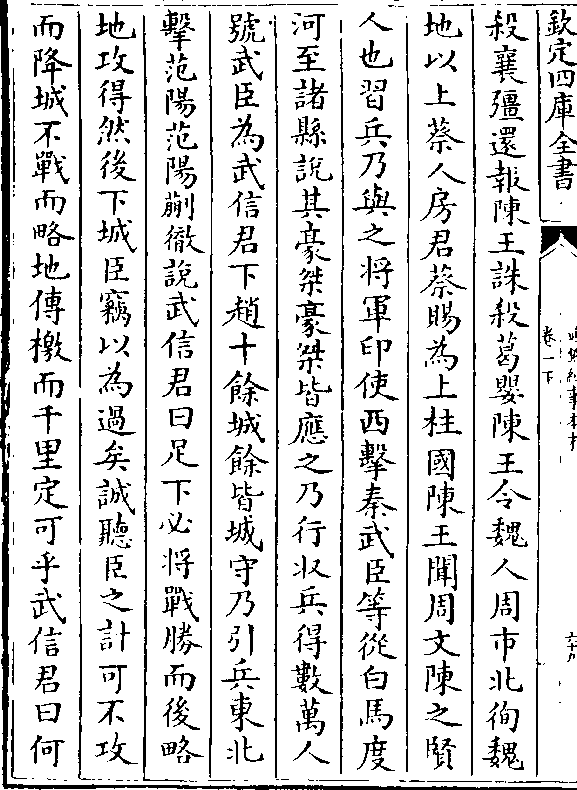 欽定四庫全書
卷一下
殺襄彊還報陳王誅殺葛嬰陳王令魏人周巿北徇魏
地以上蔡人房君蔡賜為上柱國陳王聞周文陳之賢
人也習兵乃與之將軍印使西擊秦武臣等從白馬度
河至諸縣說其豪桀豪桀皆應之乃行收兵得數萬人
號武臣為武信君下趙十餘城餘皆城守乃引兵東北
擊范陽范陽蒯徹說武信君曰足下必將戰勝而後略
地攻得然後下城臣竊以為過矣誠聽臣之計可不攻
而降城不戰而略地傳檄而千里定可乎武信君曰何